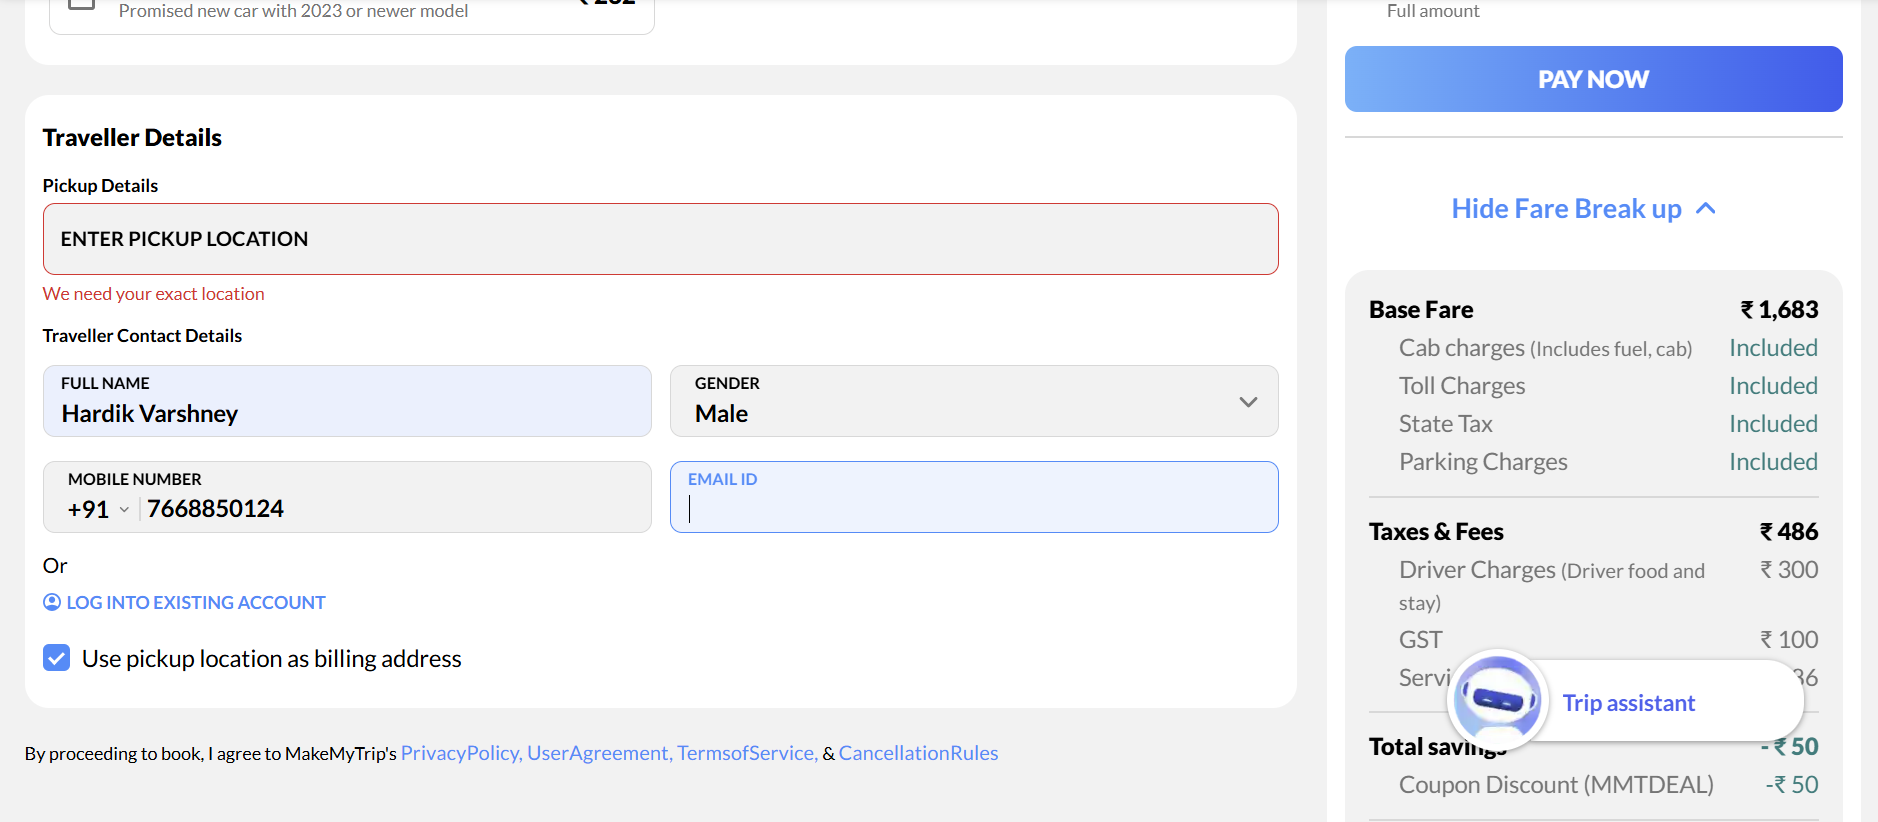 Promised new car with 2023 or newer model
Traveller Details
Pickup Details
ENTER PICKUP LOCATION
We need your exact location
Traveller Contact Details
FULL NAME
Hardik Varshney
GENDER
Male
MOBILE NUMBER
+91 7668850124
EMAIL ID
Or
LOG INTO EXISTING ACCOUNT
Use pickup location as billing address
By proceeding to book, I agree to MakeMyTrip's PrivacyPolicy, UserAgreement, TermsofService, & CancellationRules
Full amount
PAY NOW
Hide Fare Break up
Base Fare ₹ 1,683
Cab charges (Includes fuel, cab) Included
Toll Charges Included
State Tax Included
Parking Charges Included
Taxes & Fees ₹ 486
Driver Charges (Driver food and ₹ 300
stay)
GST ₹ 100
Trip assistant
Total savings - ₹ 50
Coupon Discount (MMTDEAL) -₹ 50